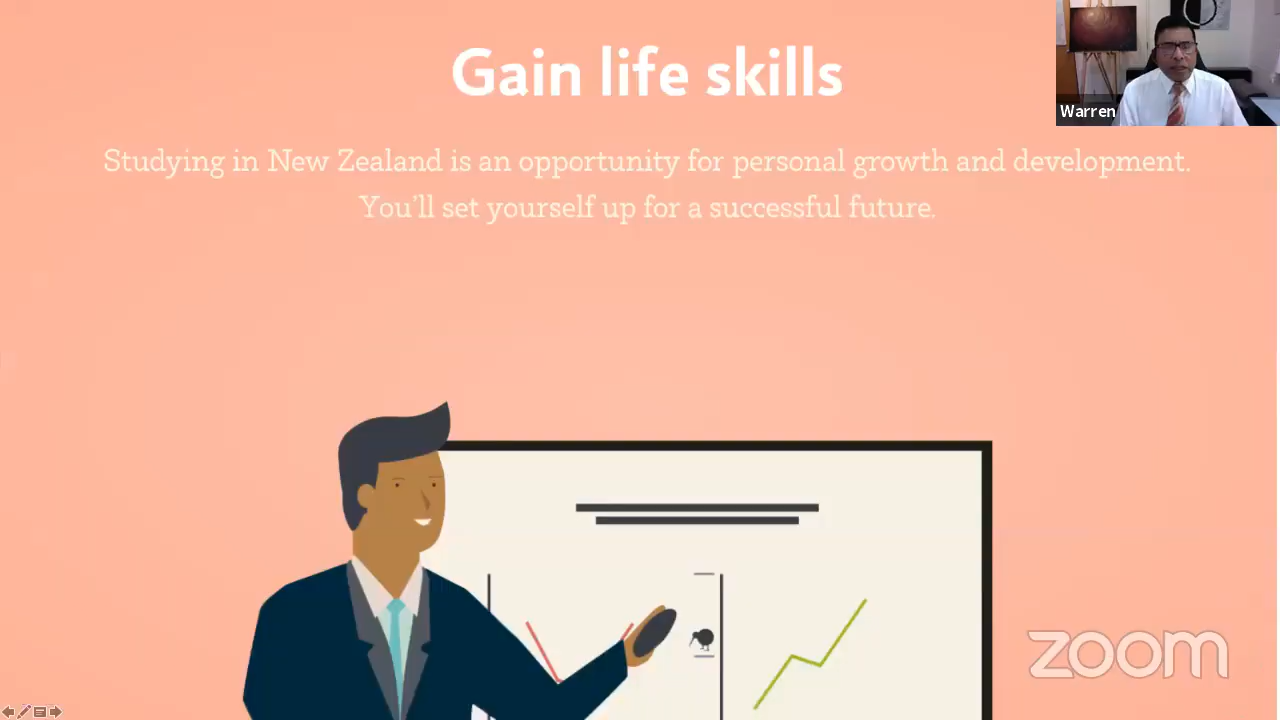 Gain life skills
Warren
Studying in New Zealand is an opportunity for personal growth and development.
You'll set yourself up for a successful future.
zoom